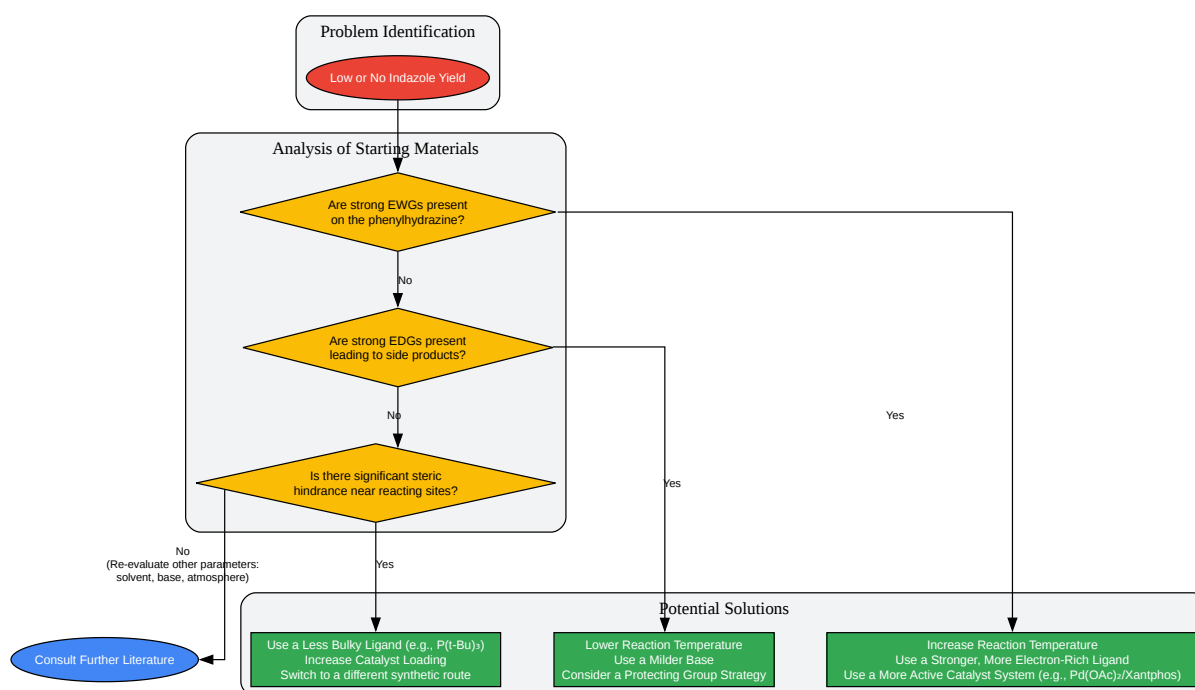 Problem Identification
Low or No Indazole Yield
Analysis of Starting Materials
Are strong EWGs present
on the phenylhydrazine?
No
Are strong EDGs present
leading to side products?
No
Yes
Is there significant steric
hindrance near reacting sites?
Yes
No
(Re-evaluate other parameters:
solvent, base, atmosphere)
Yes
Potential Solutions
Consult Further Literature
Use a Less Bulky Ligand (e.g., P(t-Bu)₃)
Increase Catalyst Loading
Switch to a different synthetic route
Lower Reaction Temperature
Use a Milder Base
Consider a Protecting Group Strategy
Increase Reaction Temperature
Use a Stronger, More Electron-Rich Ligand
Use a More Active Catalyst System (e.g., Pd(OAc)₂/Xantphos)